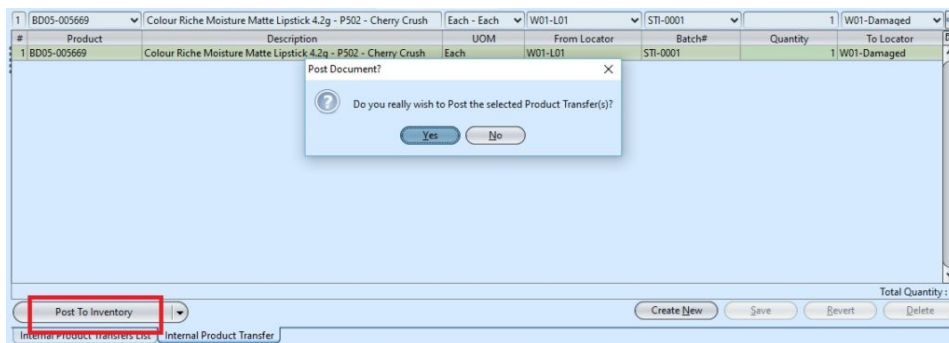 1 BD05-005669 Colour Riche Moisture Matte Lipstick 4.2g - P502 - Cherry Crush Each - Each W01-L01 STI-0001 1 W01-Damaged
# Product Description UOM From Locator Batch# Quantity To Locator
1 BD05-005669 Colour Riche Moisture Matte Lipstick 4.2g - P502 - Cherry Crush Each W01-L01 STI-0001 1 W01-Damaged
Post Document?
Do you really wish to Post the selected Product Transfer(s)?
Yes No
Total Quantity :
Post To Inventory Create New Save Revert Delete
Internal Product Transfers List Internal Product Transfer